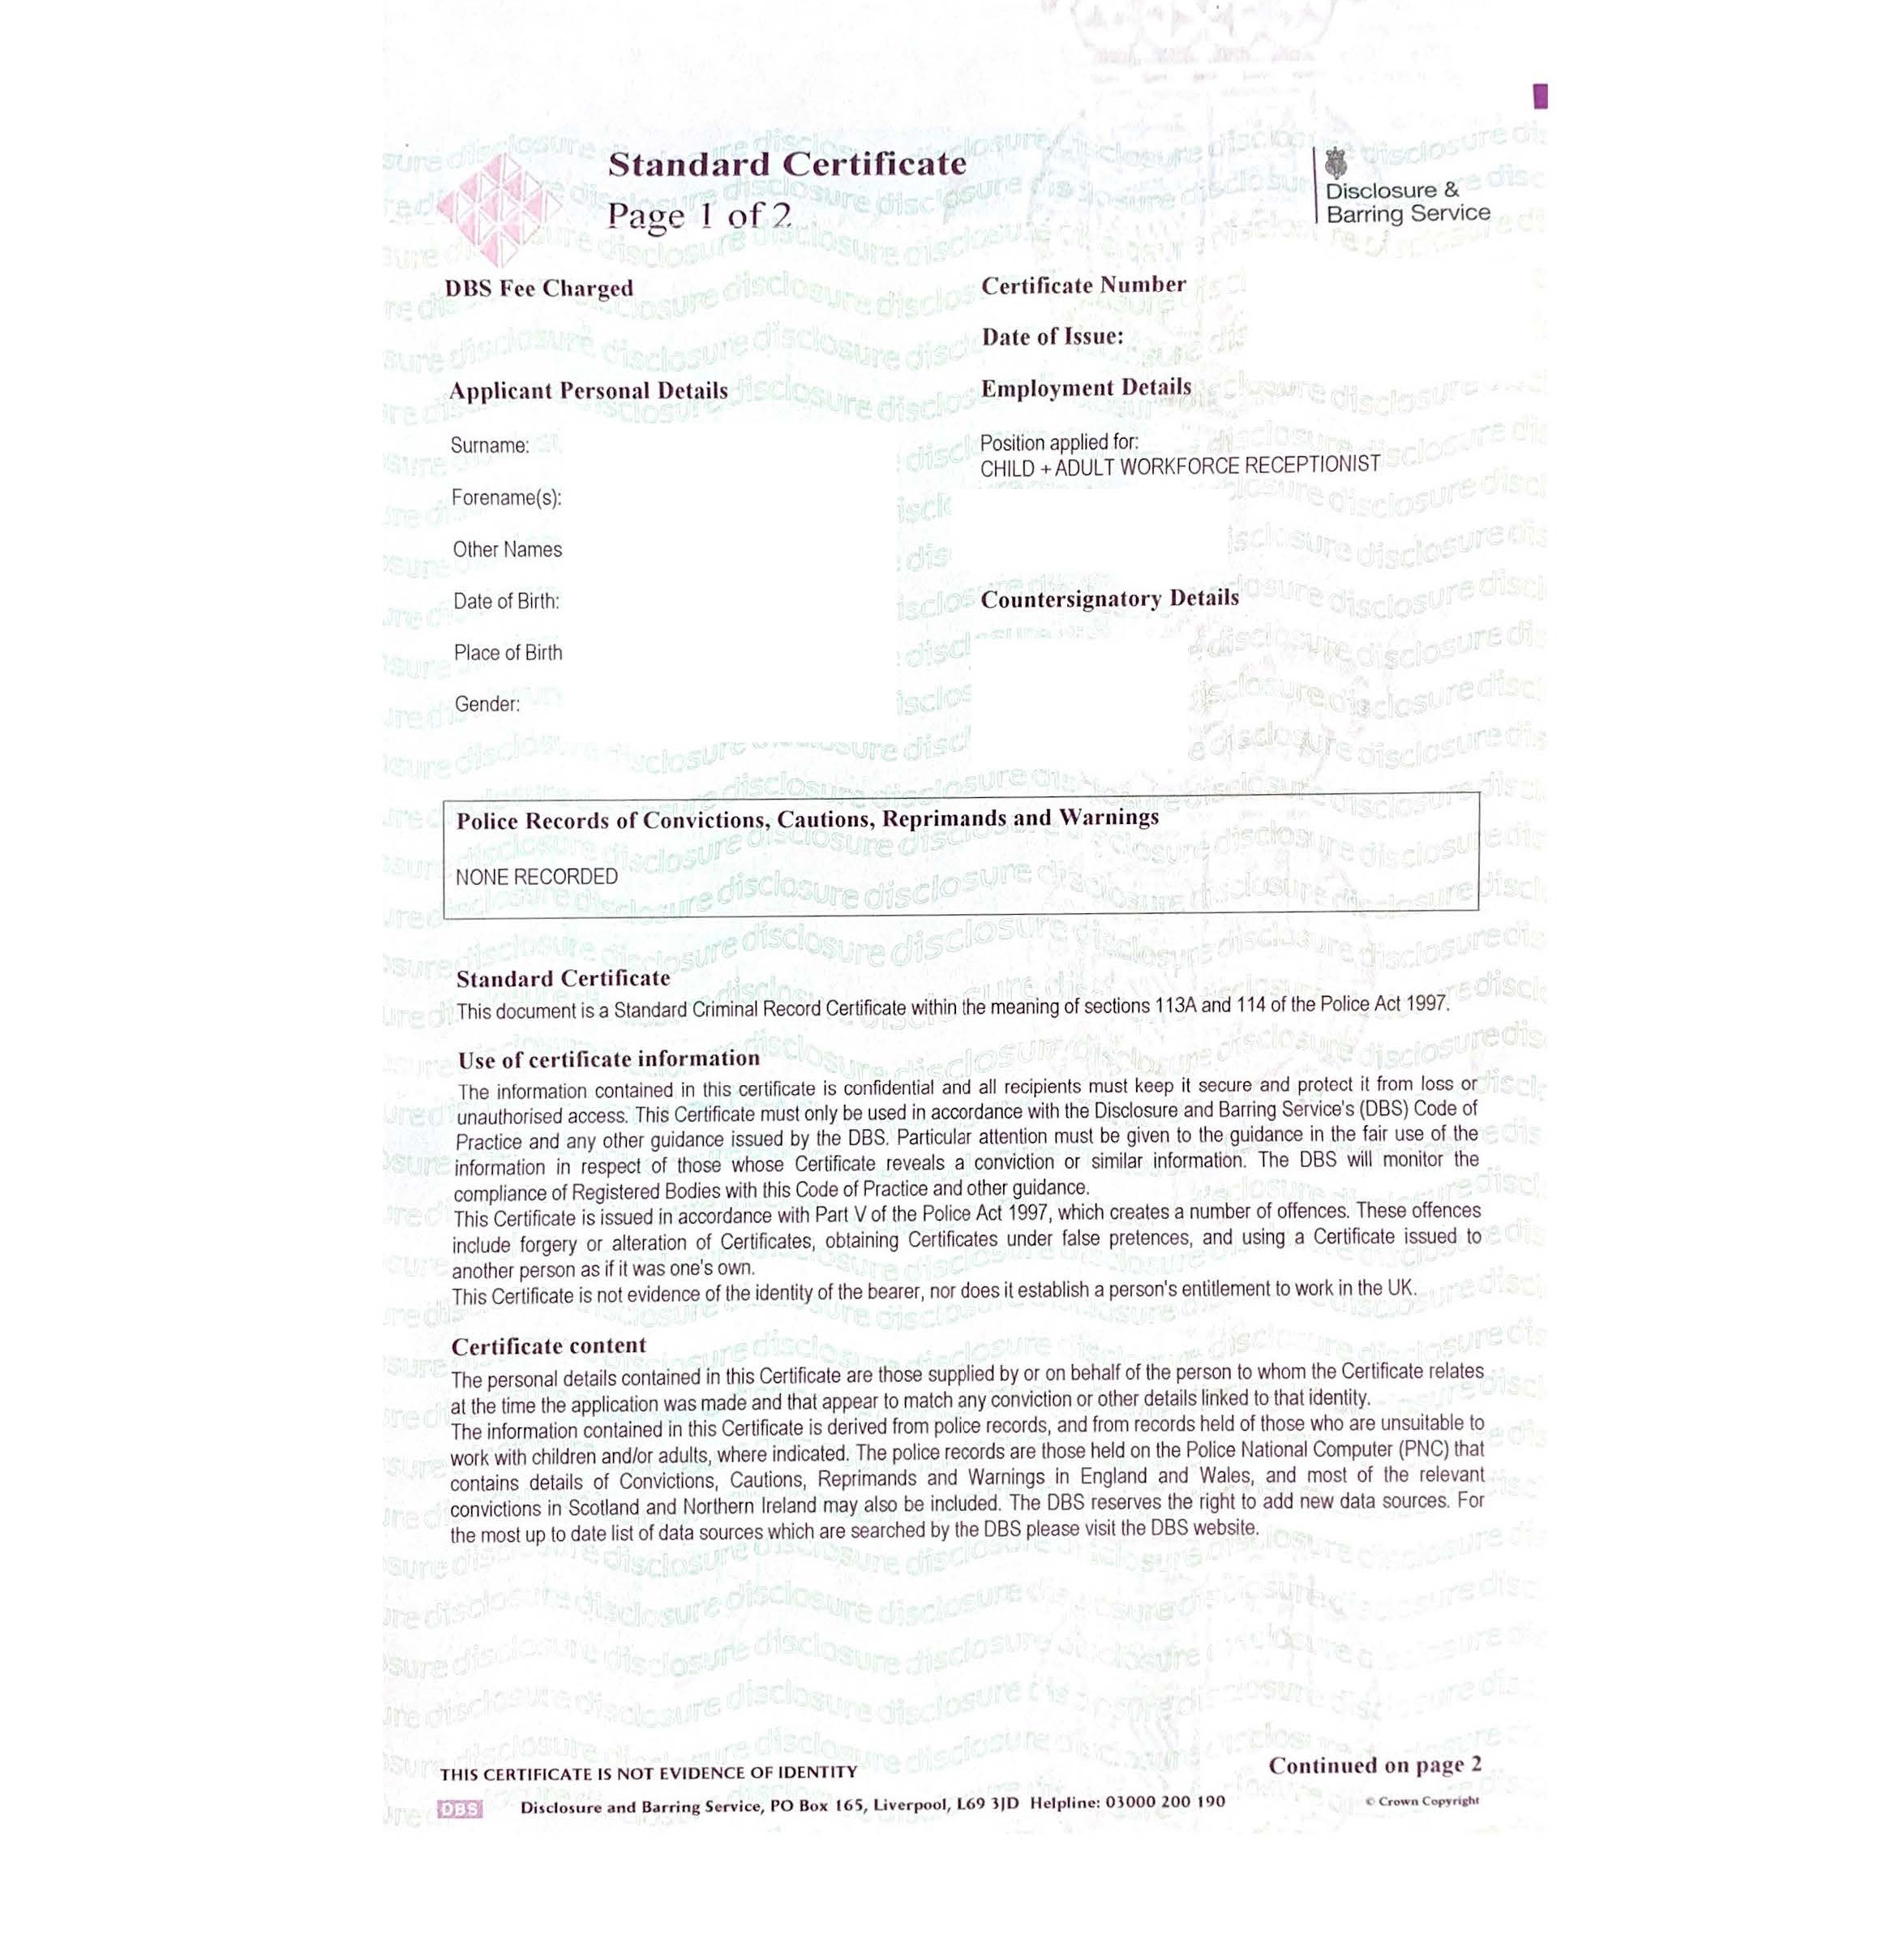 Standard Certificate
Page 1 of 2
Disclosure &
Barring Service
DBS Fee Charged
Certificate Number
Date of Issue:
Applicant Personal Details
Employment Details
Surname:
Position applied for:
CHILD + ADULT WORKFORCE RECEPTIONIST
Forename(s):
Other Names
Date of Birth:
Countersignatory Details
Place of Birth
Gender:
Police Records of Convictions, Cautions, Reprimands and Warnings
NONE RECORDED
Standard Certificate
This document is a Standard Criminal Record Certificate within the meaning of sections 113A and 114 of the Police Act 1997.
Use of certificate information
The information contained in this certificate is confidential and all recipients must keep it secure and protect it from loss or
unauthorised access. This Certificate must only be used in accordance with the Disclosure and Barring Service's (DBS) Code of
Practice and any other guidance issued by the DBS. Particular attention must be given to the guidance in the fair use of the
information in respect of those whose Certificate reveals a conviction or similar information. The DBS will monitor the
compliance of Registered Bodies with this Code of Practice and other guidance.
This Certificate is issued in accordance with Part V of the Police Act 1997, which creates a number of offences. These offences
include forgery or alteration of Certificates, obtaining Certificates under false pretences, and using a Certificate issued to
another person as if it was one's own.
This Certificate is not evidence of the identity of the bearer, nor does it establish a person's entitlement to work in the UK.
Certificate content
The personal details contained in this Certificate are those supplied by or on behalf of the person to whom the Certificate relates
at the time the application was made and that appear to match any conviction or other details linked to that identity.
The information contained in this Certificate is derived from police records, and from records held of those who are unsuitable to
work with children and/or adults, where indicated. The police records are those held on the Police National Computer (PNC) that
contains details of Convictions, Cautions, Reprimands and Warnings in England and Wales, and most of the relevant
convictions in Scotland and Northern Ireland may also be included. The DBS reserves the right to add new data sources. For
the most up to date list of data sources which are searched by the DBS please visit the DBS website.
THIS CERTIFICATE IS NOT EVIDENCE OF IDENTITY
Continued on page 2
DBS
Disclosure and Barring Service, PO Box 165, Liverpool, L69 3JD Helpline: 03000 200 190
© Crown Copyright